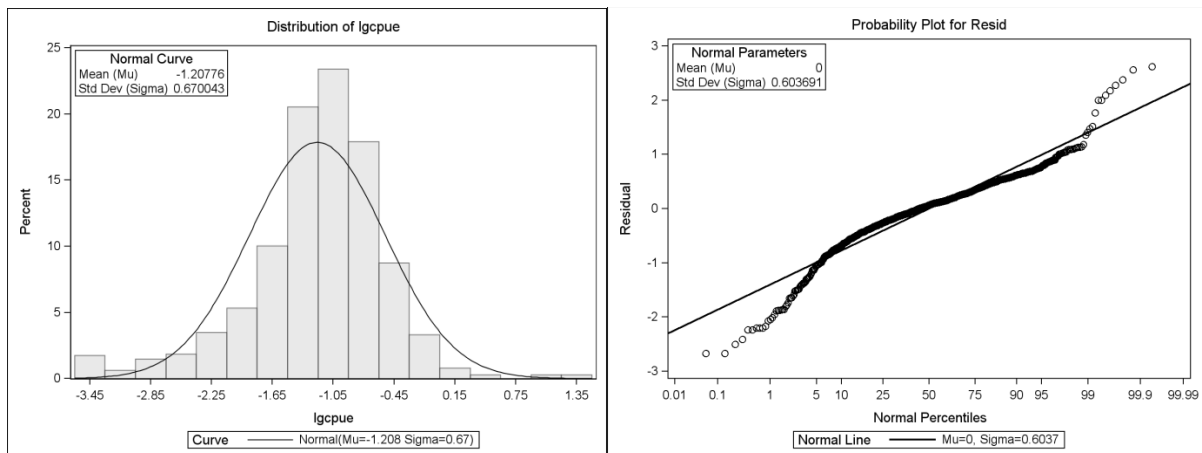 Distribution of lgcpue
Normal Curve
Mean (Mu) -1.20776
Std Dev (Sigma) 0.670043
25
20
15
10
5
0
Percent
-3.45 -2.85 -2.25 -1.65 -1.05 -0.45 0.15 0.75 1.35
lgcpue
Curve Normal(Mu=-1.208 Sigma=0.67)
Probability Plot for Resid
Normal Parameters
Mean (Mu) 0
Std Dev (Sigma) 0.603691
3
2
1
0
-1
-2
-3
Residual
0.01 0.1 1 5 10 25 50 75 90 95 99 99.9 99.99
Normal Percentiles
Normal Line Mu=0, Sigma=0.6037